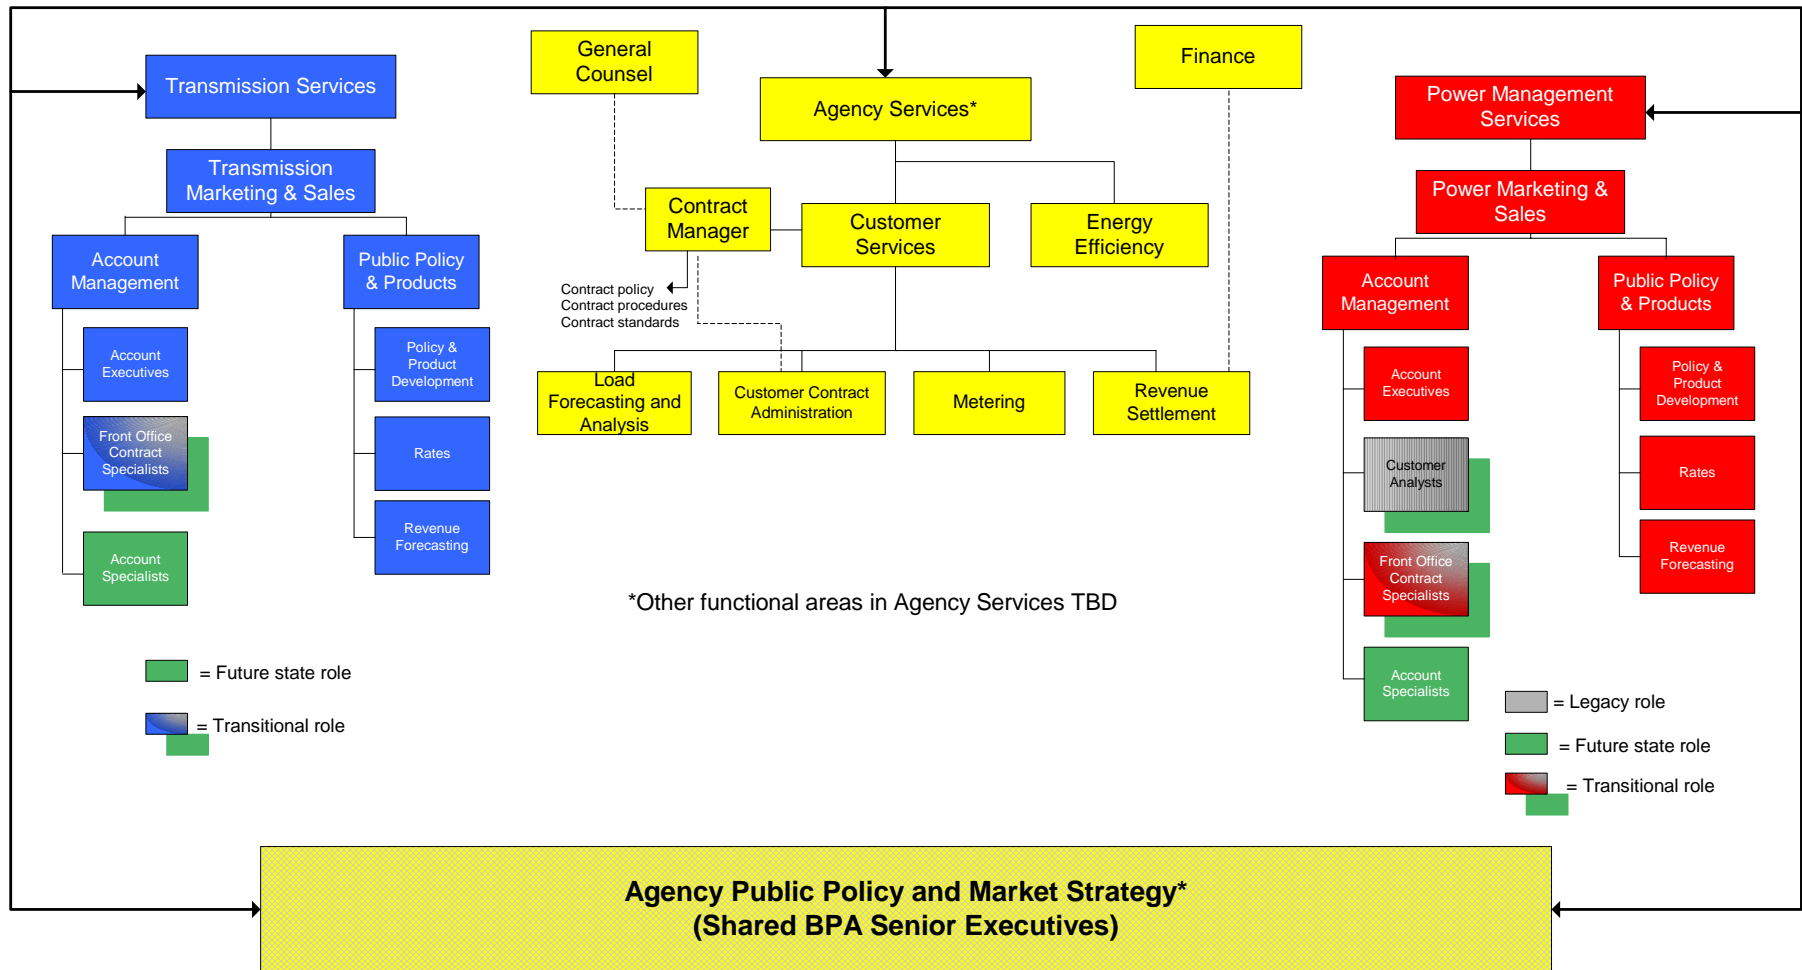 Transmission Services
Transmission
Marketing & Sales
Account
Management
Public Policy
& Products
Account
Executives
Policy &
Product
Development
Front Office
Contract
Specialists
Rates
Account
Specialists
Revenue
Forecasting
= Future state role
= Transitional role
General
Counsel
Finance
Agency Services*
Contract
Manager
Customer
Services
Energy
Efficiency
Contract policy
Contract procedures
Contract standards
Load
Forecasting and
Analysis
Customer Contract
Administration
Metering
Revenue
Settlement
*Other functional areas in Agency Services TBD
Power Management
Services
Power Marketing &
Sales
Account
Management
Public Policy
& Products
Account
Executives
Policy &
Product
Development
Customer
Analysts
Rates
Front Office
Contract
Specialists
Revenue
Forecasting
Account
Specialists
= Legacy role
= Future state role
= Transitional role
Agency Public Policy and Market Strategy*
(Shared BPA Senior Executives)